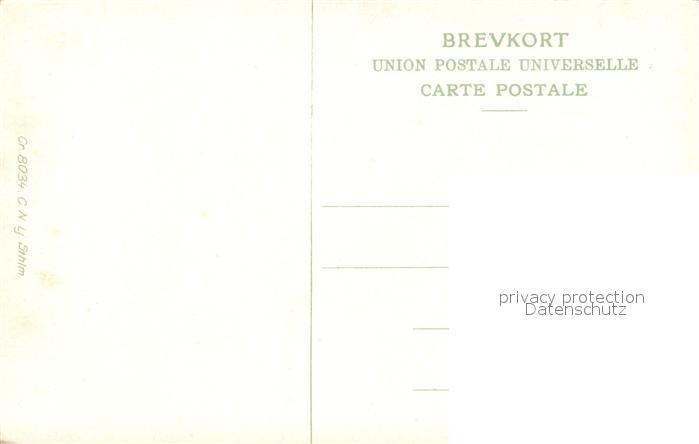 BREVKORT
UNION POSTALE UNIVERSELLE
CARTE POSTALE
Gr. 8034. C N Lj. Sthlm
privacy protection
Datenschutz